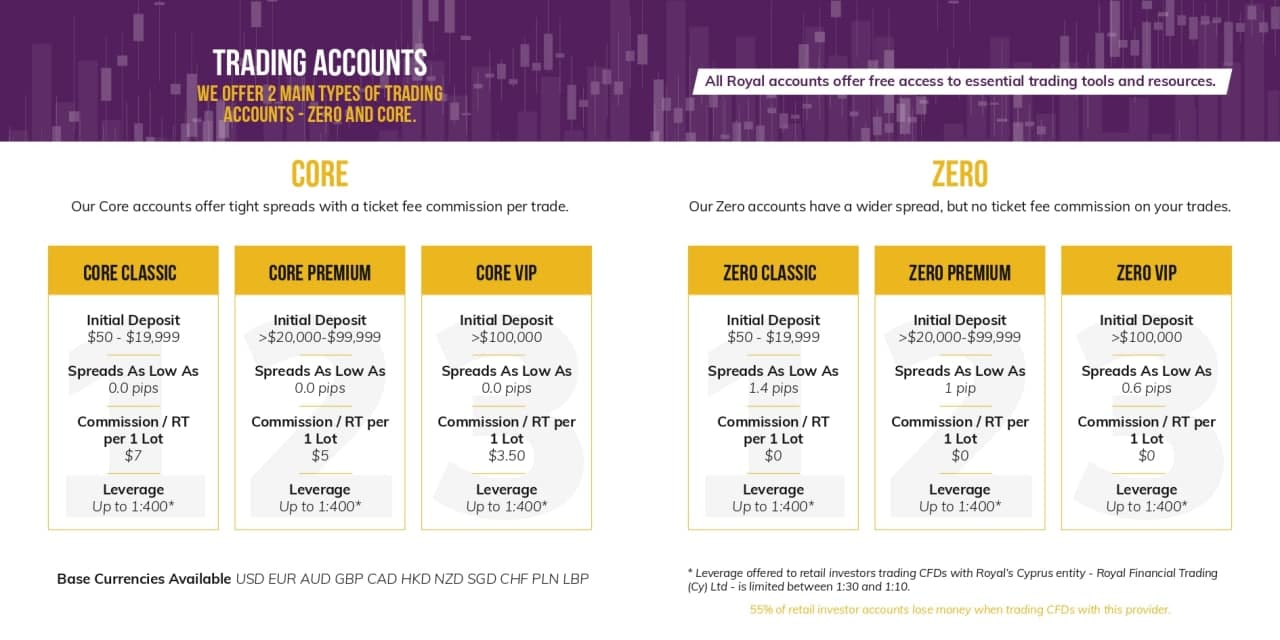 TRADING ACCOUNTS
WE OFFER 2 MAIN TYPES OF TRADING
ACCOUNTS - ZERO AND CORE.
All Royal accounts offer free access to essential trading tools and resources.
CORE
Our Core accounts offer tight spreads with a ticket fee commission per trade.
CORE CLASSIC
Initial Deposit
$50 - $19,999
Spreads As Low As
0.0 pips
Commission / RT
per 1 Lot
$7
Leverage
Up to 1:400*
1
CORE PREMIUM
Initial Deposit
>$20,000-$99,999
Spreads As Low As
0.0 pips
Commission / RT per
1 Lot
$5
Leverage
Up to 1:400*
2
CORE VIP
Initial Deposit
>$100,000
Spreads As Low As
0.0 pips
Commission / RT per
1 Lot
$3.50
Leverage
Up to 1:400*
3
Base Currencies Available USD EUR AUD GBP CAD HKD NZD SGD CHF PLN LBP
ZERO
Our Zero accounts have a wider spread, but no ticket fee commission on your trades.
ZERO CLASSIC
Initial Deposit
$50 - $19,999
Spreads As Low As
1.4 pips
Commission / RT
per 1 Lot
$0
Leverage
Up to 1:400*
1
ZERO PREMIUM
Initial Deposit
>$20,000-$99,999
Spreads As Low As
1 pip
Commission / RT per
1 Lot
$0
Leverage
Up to 1:400*
2
ZERO VIP
Initial Deposit
>$100,000
Spreads As Low As
0.6 pips
Commission / RT per
1 Lot
$0
Leverage
Up to 1:400*
3
* Leverage offered to retail investors trading CFDs with Royal's Cyprus entity - Royal Financial Trading
(Cy) Ltd - is limited between 1:30 and 1:10.
55% of retail investor accounts lose money when trading CFDs with this provider.